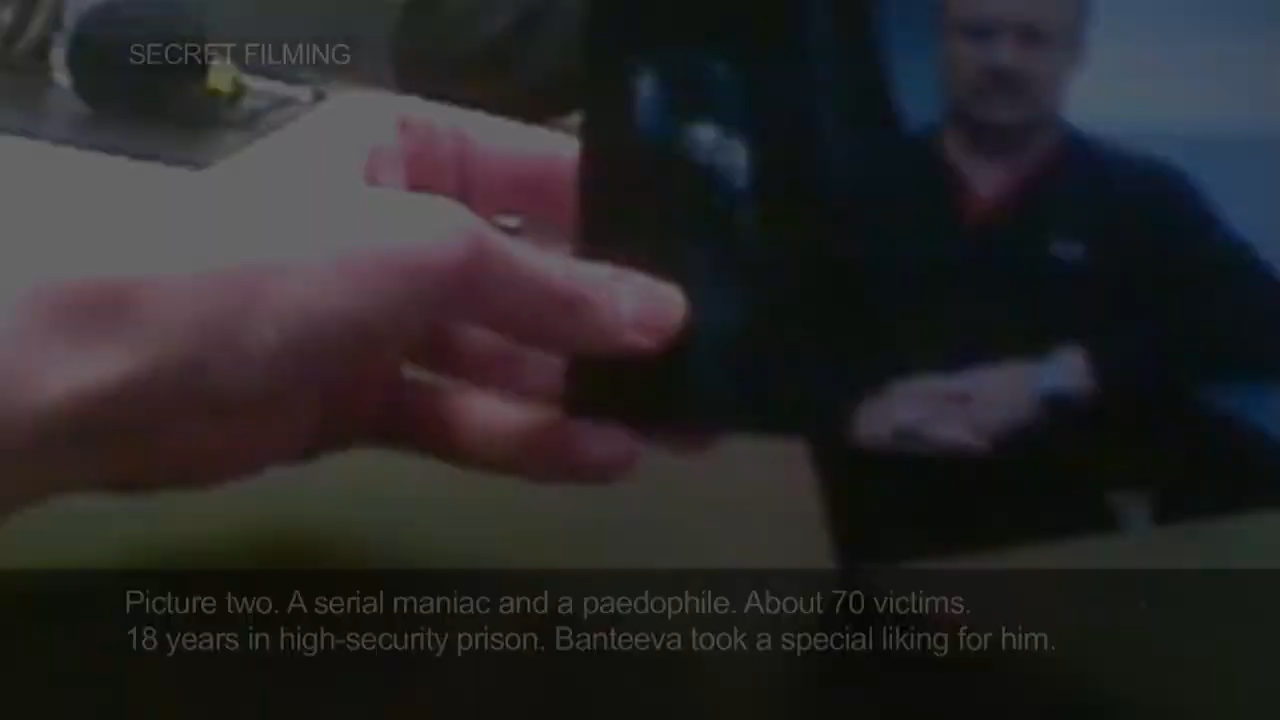 SECRET FILMING
Picture two. A serial maniac and a paedophile. About 70 victims.
18 years in high-security prison. Banteeva took a special liking for him.